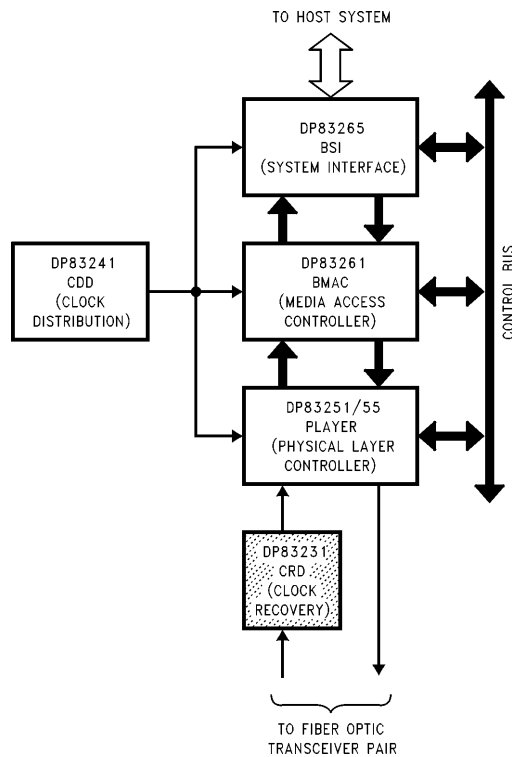 TO HOST SYSTEM
DP83265
BSI
(SYSTEM INTERFACE)
DP83241
CDD
(CLOCK
DISTRIBUTION)
DP83261
BMAC
(MEDIA ACCESS
CONTROLLER)
CONTROL BUS
DP83251/55
PLAYER
(PHYSICAL LAYER
CONTROLLER)
DP83231
CRD
(CLOCK
RECOVERY)
TO FIBER OPTIC
TRANSCEIVER PAIR